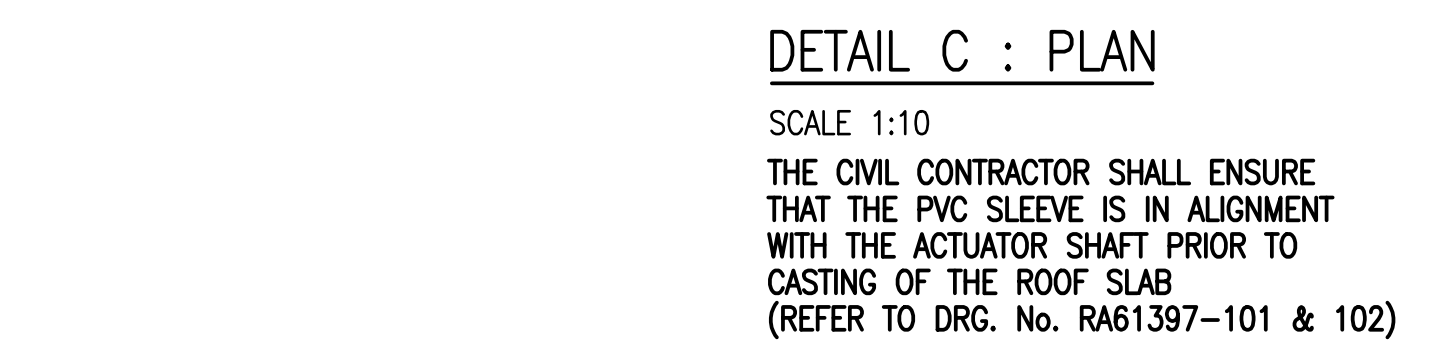 DETAIL C : PLAN
SCALE 1:10
THE CIVIL CONTRACTOR SHALL ENSURE
THAT THE PVC SLEEVE IS IN ALIGNMENT
WITH THE ACTUATOR SHAFT PRIOR TO
CASTING OF THE ROOF SLAB
(REFER TO DRG. No. RA61397-101 & 102)